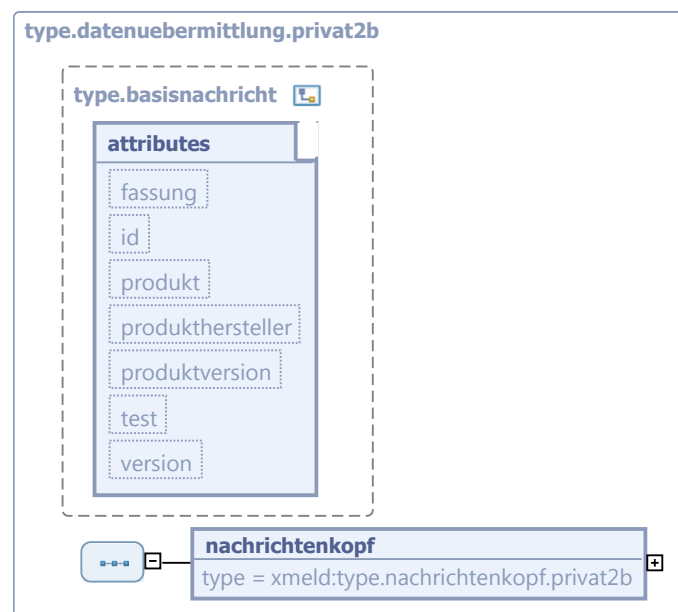 type.datenuebermittlung.privat2b
type.basisnachricht
attributes
fassung
id
produkt
produkthersteller
produktversion
test
version
nachrichtenkopf
type = xmeld:type.nachrichtenkopf.privat2b